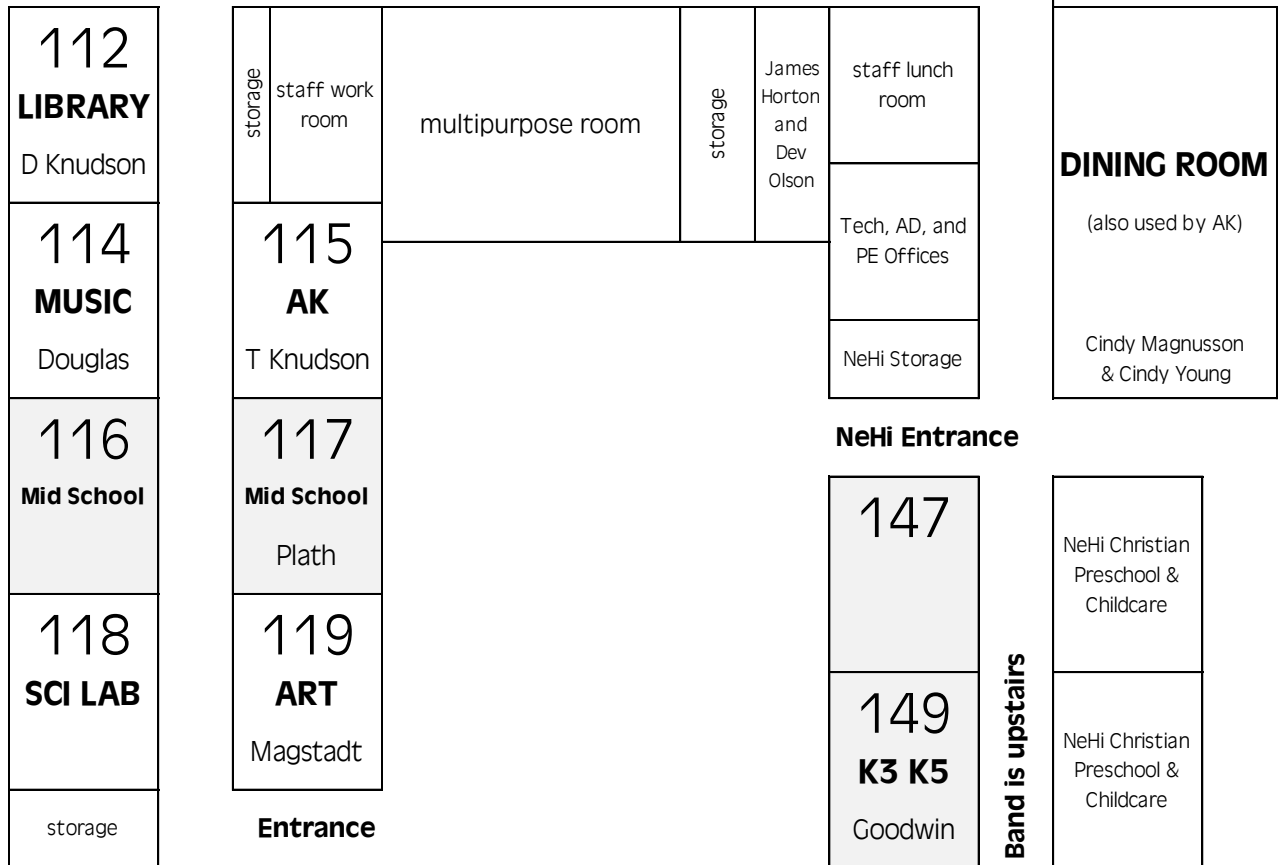 112
LIBRARY
D Knudson
114
MUSIC
Douglas
116
Mid School
118
SCI LAB
storage
storage
staff work
room
115
AK
T Knudson
117
Mid School
Plath
119
ART
Magstadt
Entrance
multipurpose room
storage
James
Horton
and
Dev
Olson
staff lunch
room
Tech, AD, and
PE Offices
NeHi Storage
NeHi Entrance
147
149
K3 K5
Goodwin
Band is upstairs
DINING ROOM
(also used by AK)
Cindy Magnusson
& Cindy Young
NeHi Christian
Preschool &
Childcare
NeHi Christian
Preschool &
Childcare